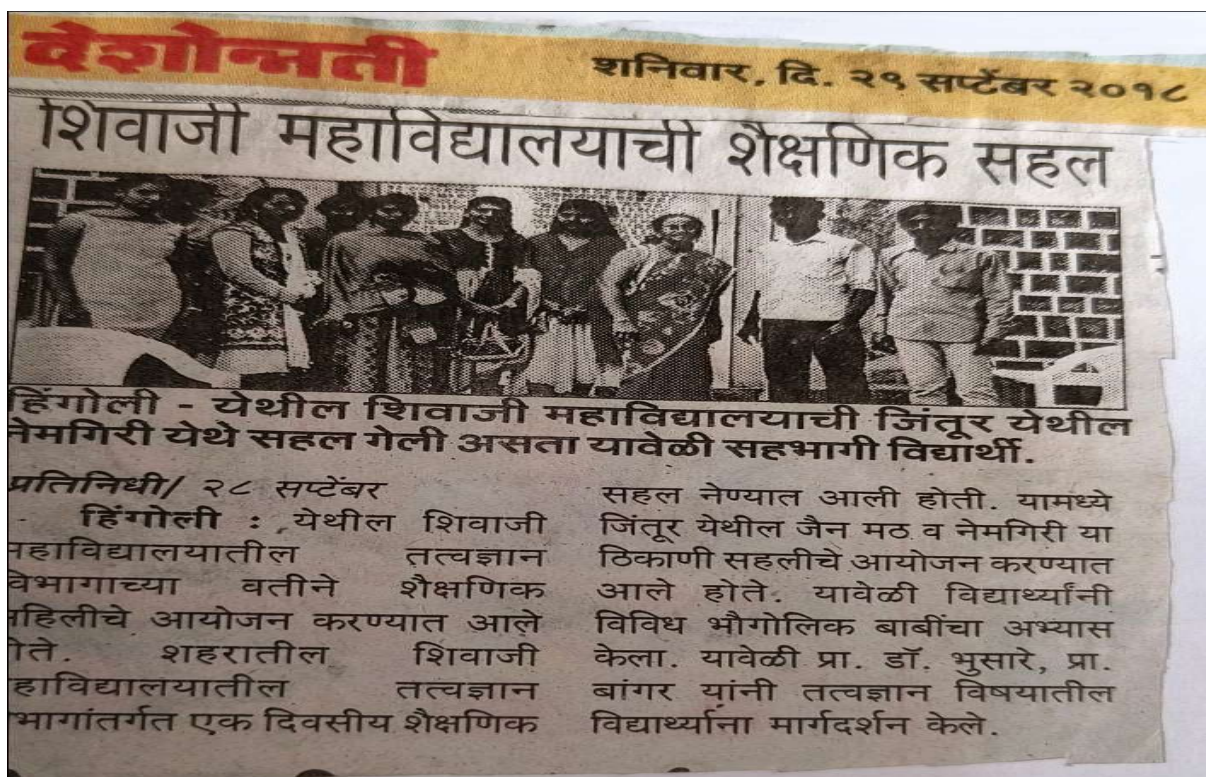 देशोन्नती
शनिवार, दि. २९ सप्टेंबर २०१८
शिवाजी महाविद्यालयाची शैक्षणिक सहल
हिंगोली - येथील शिवाजी महाविद्यालयाची जिंतूर येथील
नेमगिरी येथे सहल गेली असता यावेळी सहभागी विद्यार्थी.
प्रतिनिधी/ २८ सप्टेंबर
हिंगोली : येथील शिवाजी
महाविद्यालयातील तत्वज्ञान
विभागाच्या वतीने शैक्षणिक
सहिलीचे आयोजन करण्यात आले
होते. शहरातील शिवाजी
महाविद्यालयातील तत्वज्ञान
विभागांतर्गत एक दिवसीय शैक्षणिक
सहल नेण्यात आली होती. यामध्ये
जिंतूर येथील जैन मठ व नेमगिरी या
ठिकाणी सहलीचे आयोजन करण्यात
आले होते. यावेळी विद्यार्थ्यांनी
विविध भौगोलिक बाबींचा अभ्यास
केला. यावेळी प्रा. डॉ. भुसारे, प्रा.
बांगर यांनी तत्वज्ञान विषयातील
विद्यार्थ्यांना मार्गदर्शन केले.